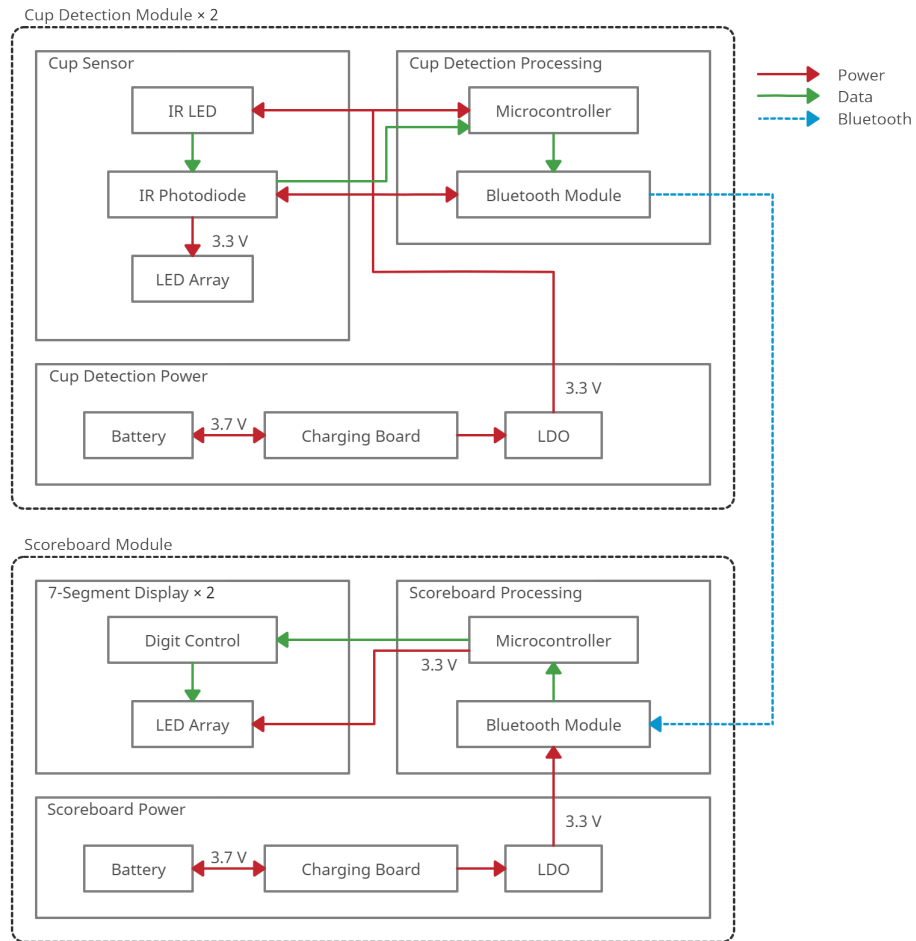 Cup Detection Module × 2
Cup Sensor
Cup Detection Processing
Power
Data
Bluetooth
IR LED
Microcontroller
IR Photodiode
Bluetooth Module
3.3 V
LED Array
Cup Detection Power
3.3 V
Battery
3.7 V
Charging Board
LDO
Scoreboard Module
7-Segment Display × 2
Scoreboard Processing
Digit Control
Microcontroller
3.3 V
LED Array
Bluetooth Module
Scoreboard Power
3.3 V
Battery
3.7 V
Charging Board
LDO